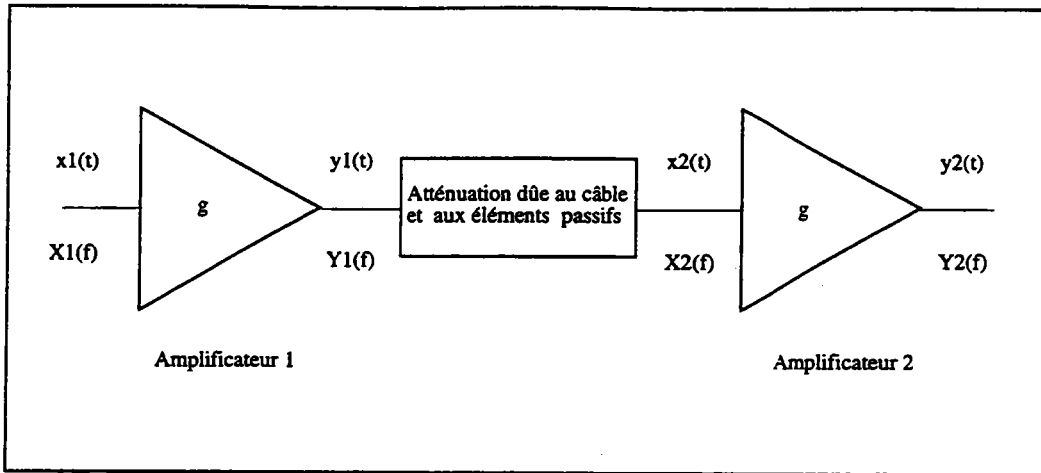 x1(t)
y1(t)
x2(t)
y2(t)
g
Atténuation dûe au câble
et aux éléments passifs
g
X1(f)
Y1(f)
X2(f)
Y2(f)
Amplificateur 1
Amplificateur 2